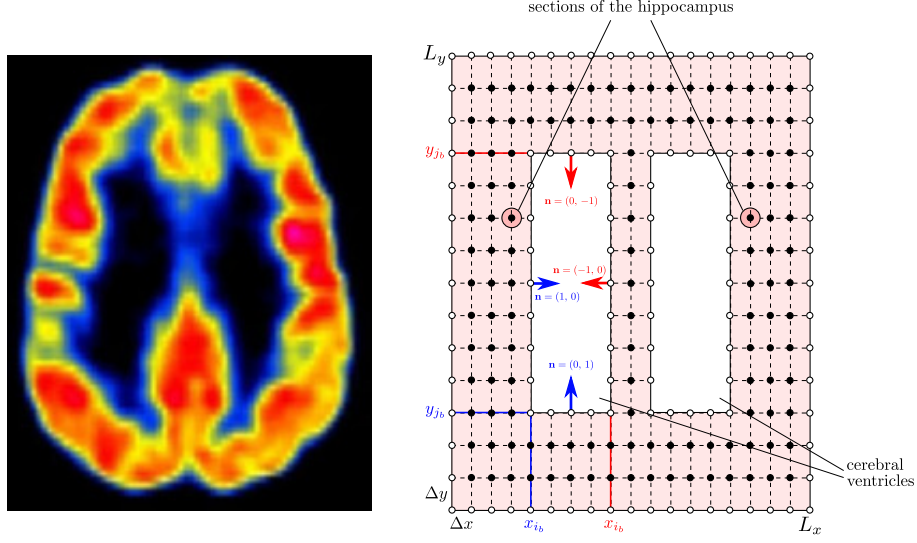 sections of the hippocampus
L_y
y_{j_b}
n = (0, −1)
n = (−1, 0)
n = (1, 0)
n = (0, 1)
y_{j_b}
cerebral
ventricles
Δy
Δx
x_{i_b}
x_{i_b}
L_x